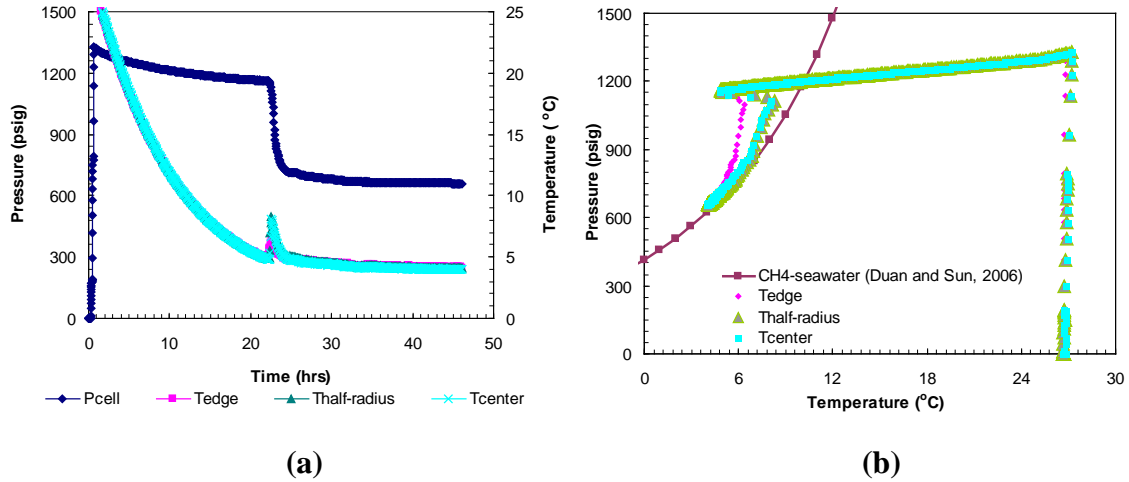 1500
1200
900
600
300
0
Pressure (psig)
25
20
15
10
5
0
Temperature ( °C)
0 10 20 30 40 50
Time (hrs)
Pcell Tedge Thalf-radius Tcenter
(a)
1500
1200
900
600
300
0
Pressure (psig)
CH4-seawater (Duan and Sun, 2006)
Tedge
Thalf-radius
Tcenter
0 6 12 18 24 30
Temperature (°C)
(b)